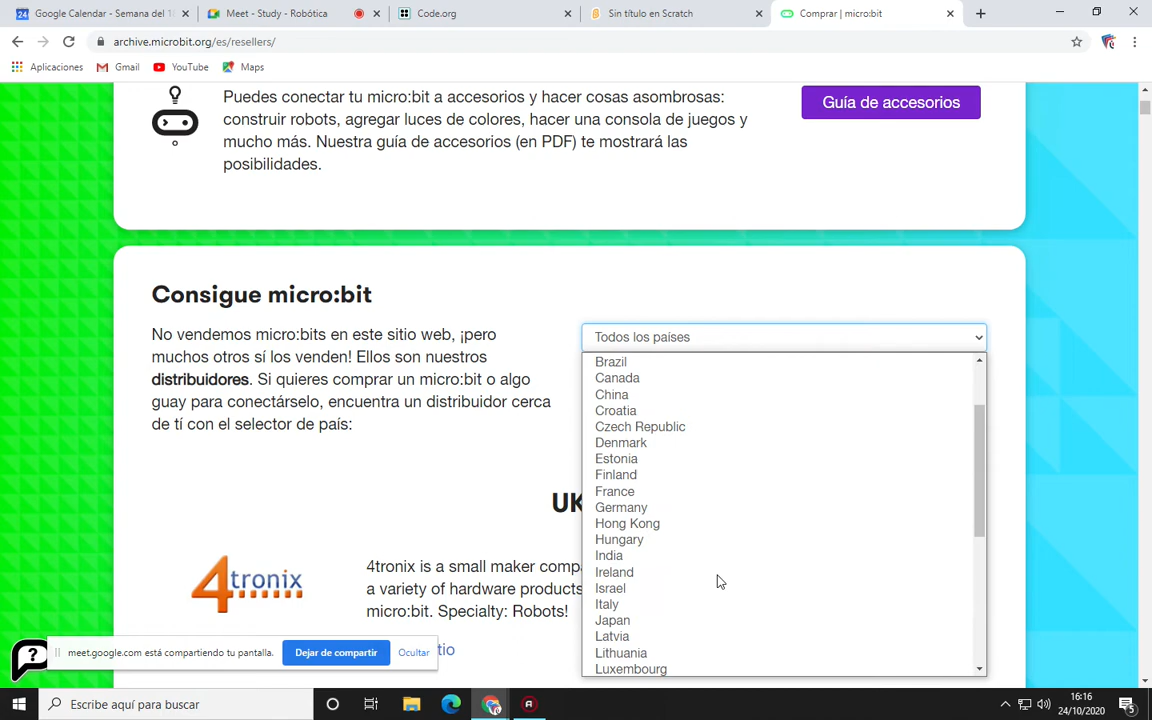 Google Calendar - Semana del 18
Meet - Study - Robótica
Code.org
Sin título en Scratch
Comprar | micro:bit
archive.microbit.org/es/resellers/
Aplicaciones
Gmail
YouTube
Maps
Puedes conectar tu micro:bit a accesorios y hacer cosas asombrosas:
construir robots, agregar luces de colores, hacer una consola de juegos y
mucho más. Nuestra guía de accesorios (en PDF) te mostrará las
posibilidades.
Guía de accesorios
Consigue micro:bit
No vendemos micro:bits en este sitio web, ¡pero
muchos otros sí los venden! Ellos son nuestros
distribuidores. Si quieres comprar un micro:bit o algo
guay para conectárselo, encuentra un distribuidor cerca
de tí con el selector de país:
Todos los países
Brazil
Canada
China
Croatia
Czech Republic
Denmark
Estonia
Finland
France
Germany
Hong Kong
Hungary
India
Ireland
Israel
Italy
Japan
Latvia
Lithuania
Luxembourg
UK
4tronix
4tronix is a small maker comp
a variety of hardware products
micro:bit. Specialty: Robots!
tio
meet.google.com está compartiendo tu pantalla.
Dejar de compartir
Ocultar
Escribe aquí para buscar
16:16
24/10/2020
5